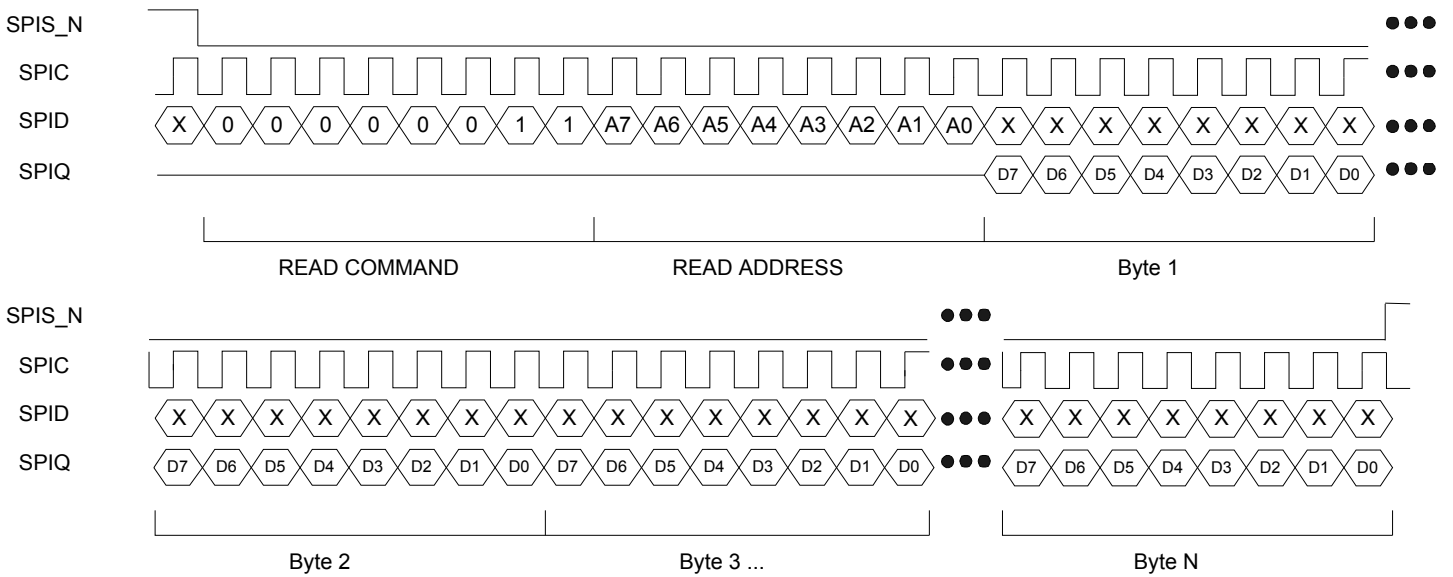 SPIS_N
SPIC
SPID X 0 0 0 0 0 0 1 1 A7 A6 A5 A4 A3 A2 A1 A0 X X X X X X X X
SPIQ D7 D6 D5 D4 D3 D2 D1 D0
READ COMMAND READ ADDRESS Byte 1
SPIS_N
SPIC
SPID X X X X X X X X X X X X X X X X X X X X X X X X
SPIQ D7 D6 D5 D4 D3 D2 D1 D0 D7 D6 D5 D4 D3 D2 D1 D0 D7 D6 D5 D4 D3 D2 D1 D0
Byte 2 Byte 3 ... Byte N